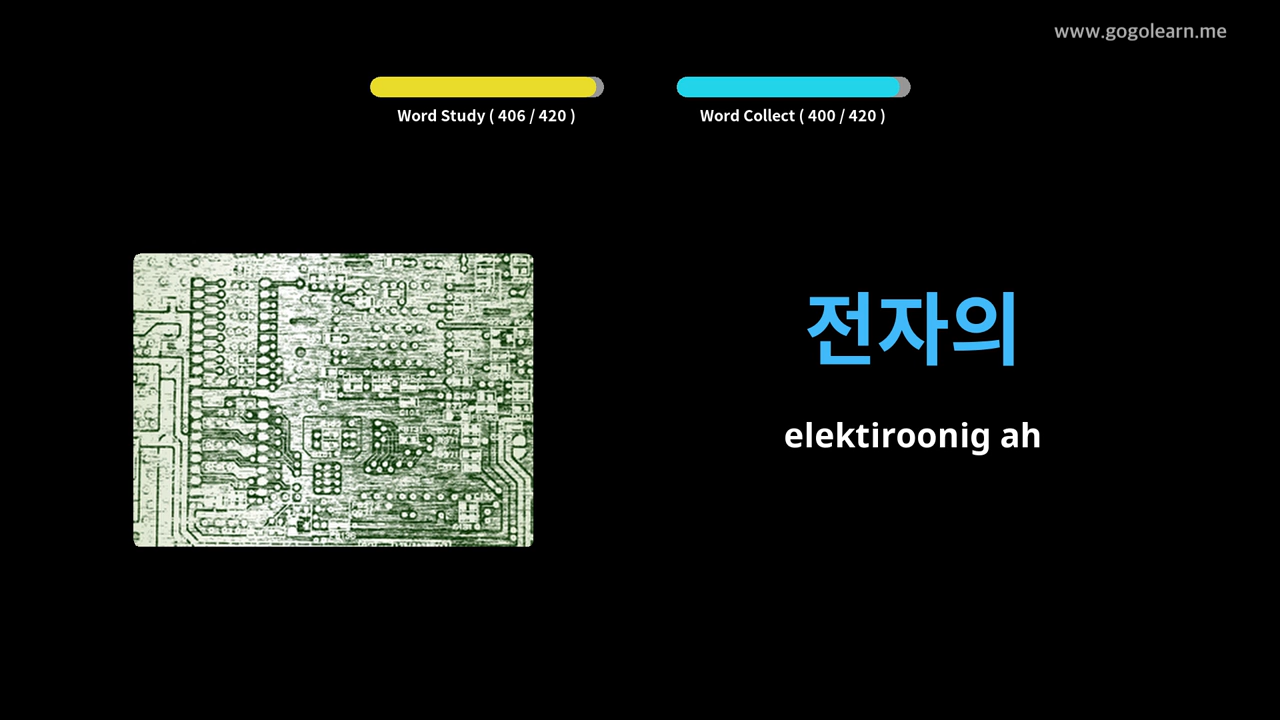 www.gogolearn.me
Word Study ( 406 / 420 )
Word Collect ( 400 / 420 )
전자의
elektiroonig ah